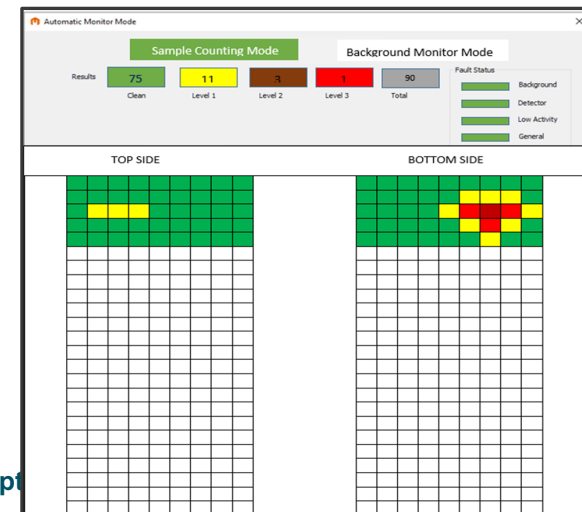 Automatic Monitor Mode
Sample Counting Mode
Background Monitor Mode
Results
75
11
3
1
90
Clean
Level 1
Level 2
Level 3
Total
Fault Status
Background
Detector
Low Activity
General
TOP SIDE
BOTTOM SIDE
pt